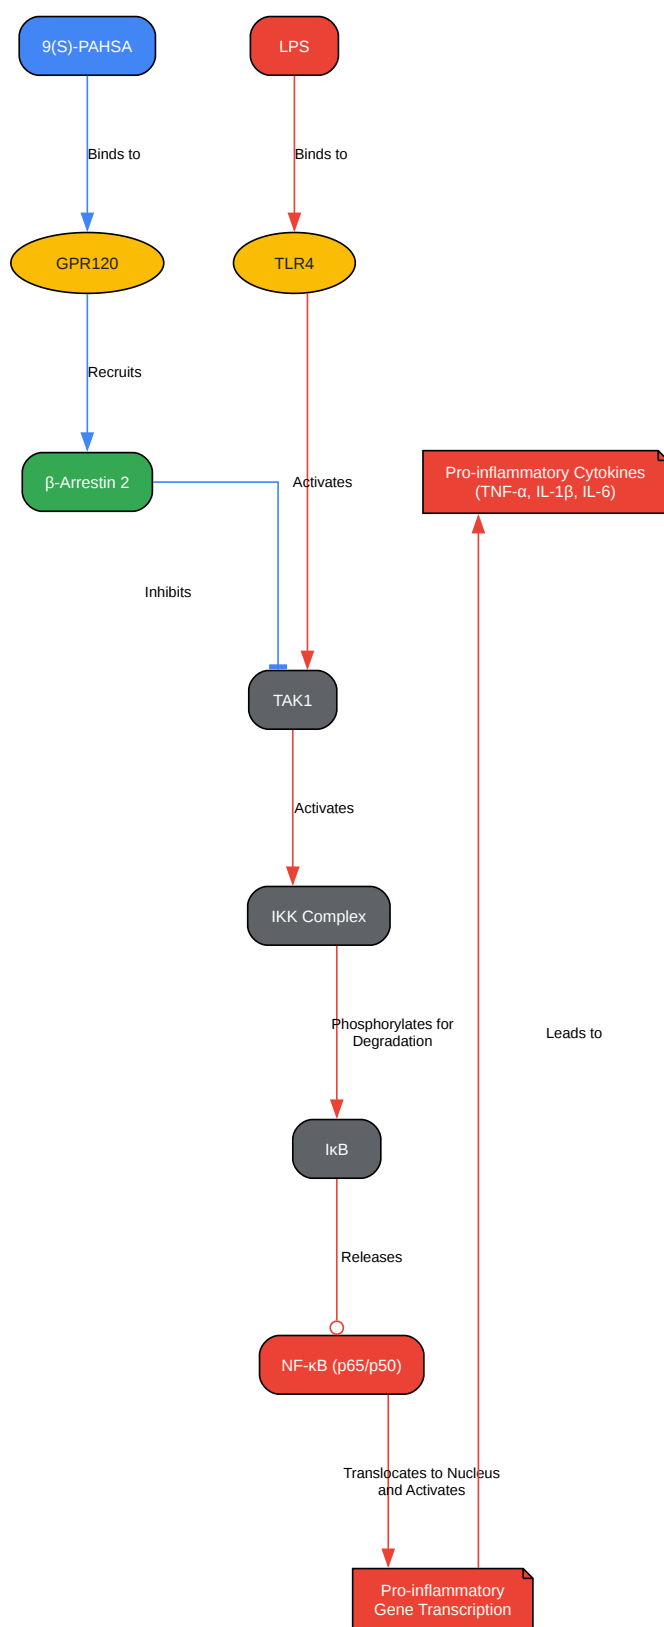 9(S)-PAHSA
LPS
Binds to
Binds to
GPR120
TLR4
Recruits
β-Arrestin 2
Activates
Pro-inflammatory Cytokines
(TNF-α, IL-1β, IL-6)
Inhibits
TAK1
Activates
IKK Complex
Phosphorylates for
Degradation
Leads to
IκB
Releases
NF-κB (p65/p50)
Translocates to Nucleus
and Activates
Pro-inflammatory
Gene Transcription